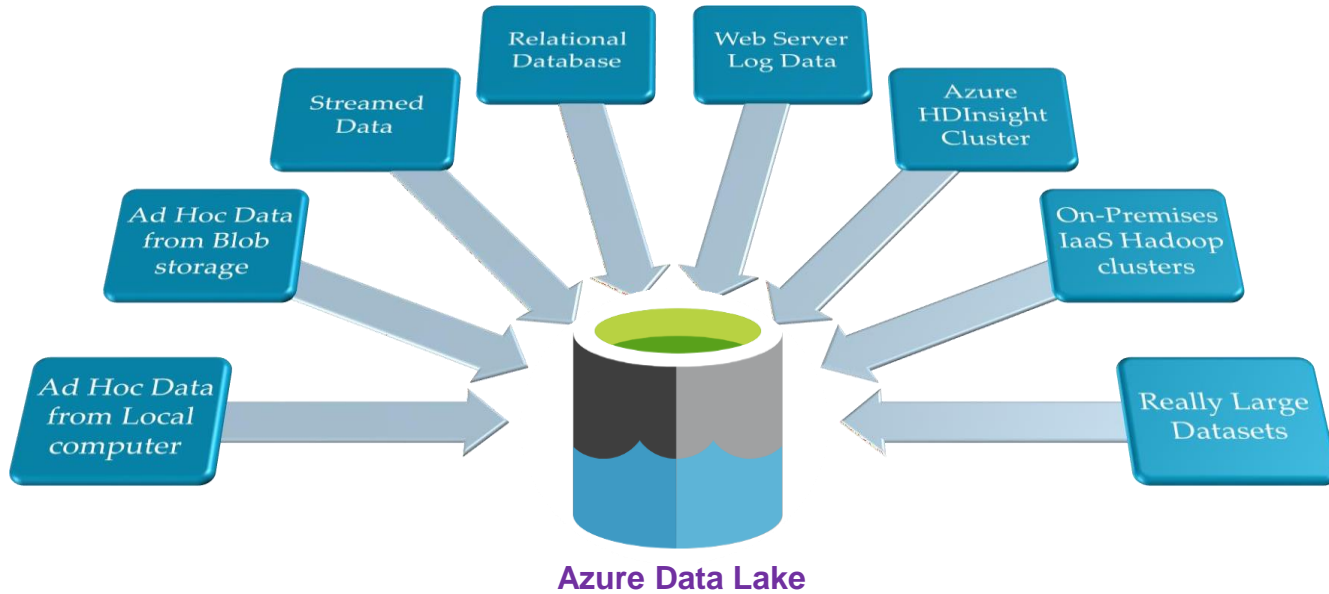 Ad Hoc Data
from Local
computer
Ad Hoc Data
from Blob
storage
Streamed
Data
Relational
Database
Web Server
Log Data
Azure
HDInsight
Cluster
On-Premises
IaaS Hadoop
clusters
Really Large
Datasets
Azure Data Lake